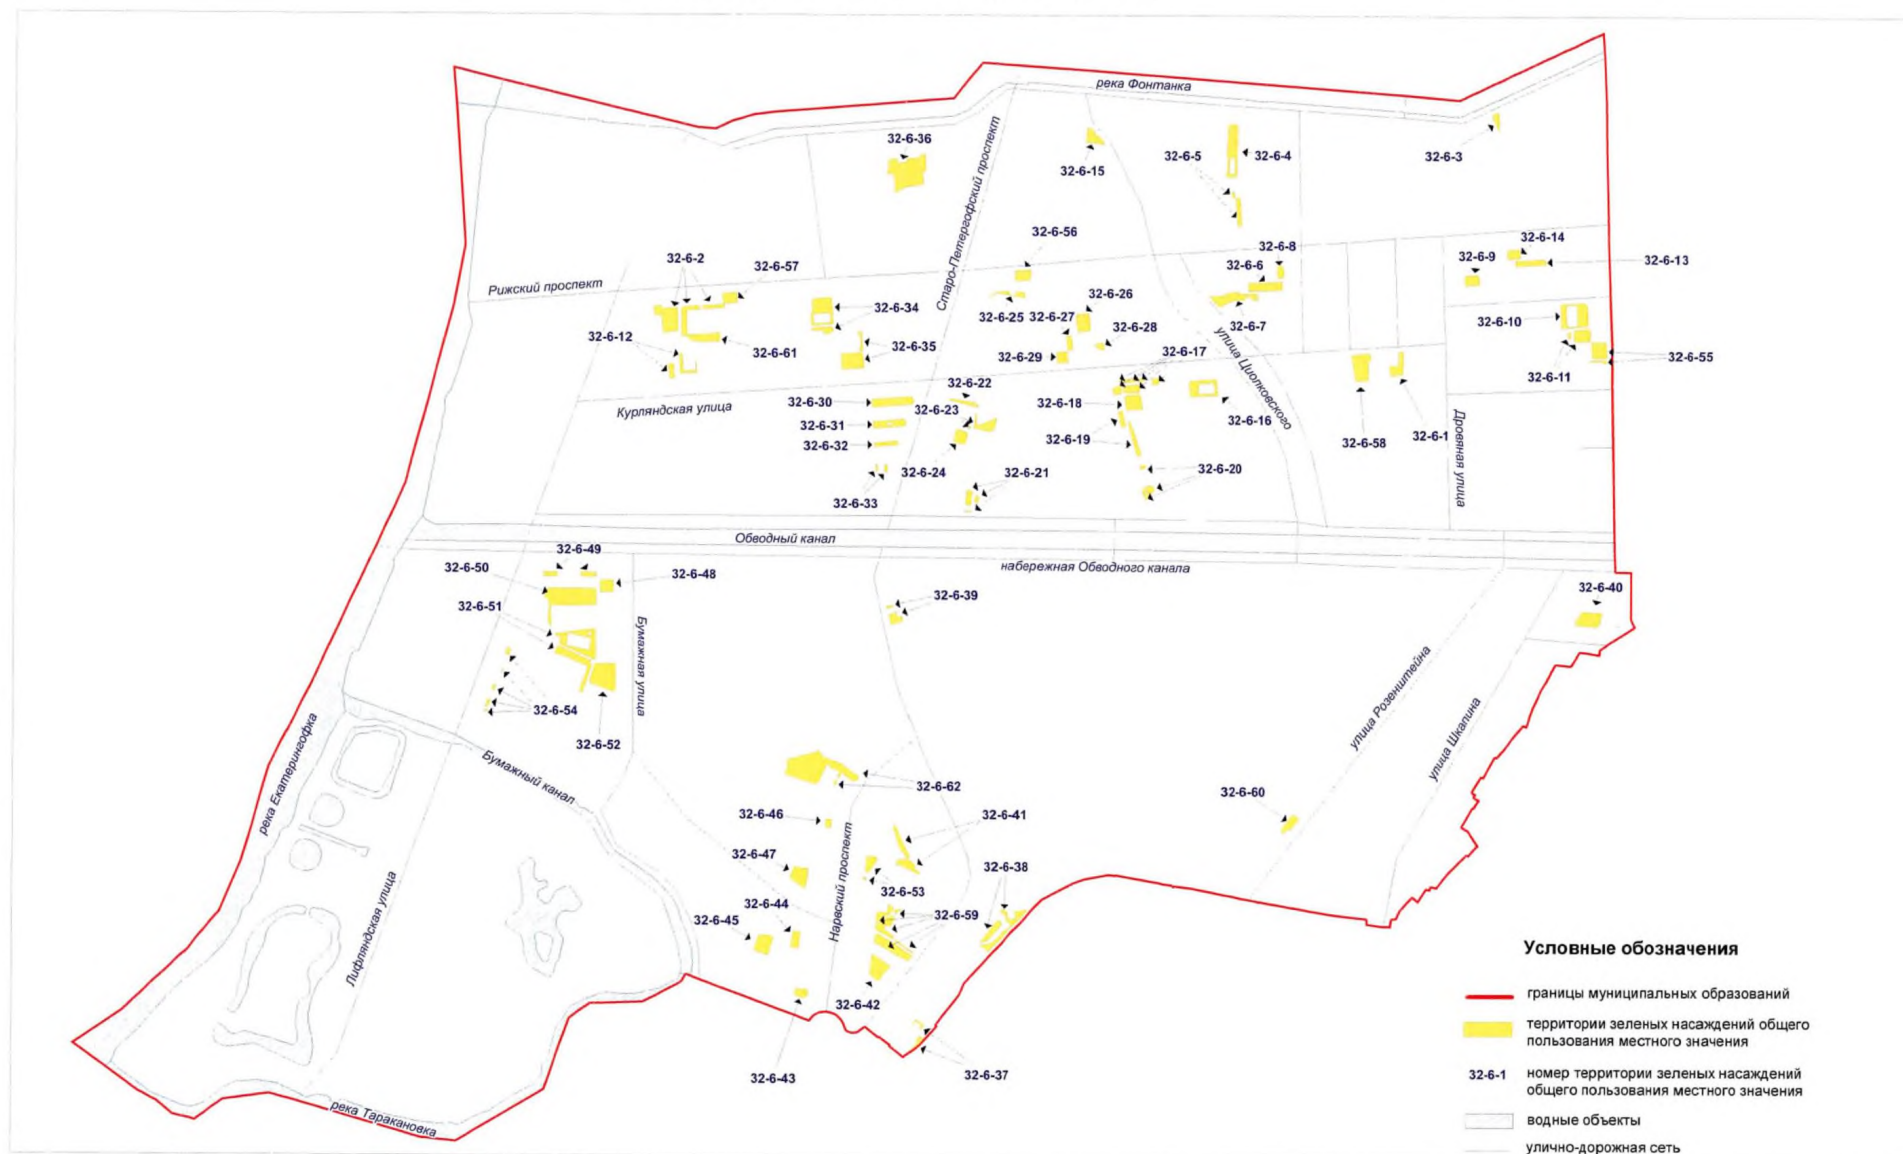 река Фонтанка
32-6-36
Старо-Петергофский проспект
32-6-15
32-6-5
32-6-4
32-6-3
32-6-56
32-6-8
32-6-14
32-6-2
32-6-57
32-6-6
32-6-9
32-6-13
Рижский проспект
32-6-34
32-6-25
32-6-27
32-6-26
32-6-28
32-6-7
32-6-10
32-6-12
32-6-61
32-6-35
32-6-29
32-6-17
улица Циолковского
32-6-55
32-6-11
32-6-22
32-6-30
Курляндская улица
32-6-23
32-6-18
32-6-16
32-6-31
32-6-32
32-6-19
32-6-58
32-6-1
Дровяная улица
32-6-24
32-6-21
32-6-20
32-6-33
Обводный канал
набережная Обводного канала
32-6-49
32-6-50
32-6-48
32-6-51
32-6-39
32-6-40
Бумажная улица
32-6-54
32-6-52
улица Розенштейна
улица Шкапина
река Екатерингофка
Бумажный канал
32-6-62
32-6-60
32-6-46
32-6-41
Нарвский проспект
32-6-47
32-6-38
32-6-53
32-6-44
32-6-59
32-6-45
Лифляндская улица
32-6-42
32-6-43
32-6-37
река Таракановка
Условные обозначения
границы муниципальных образований
территории зеленых насаждений общего
пользования местного значения
32-6-1
номер территории зеленых насаждений
общего пользования местного значения
водные объекты
улично-дорожная сеть